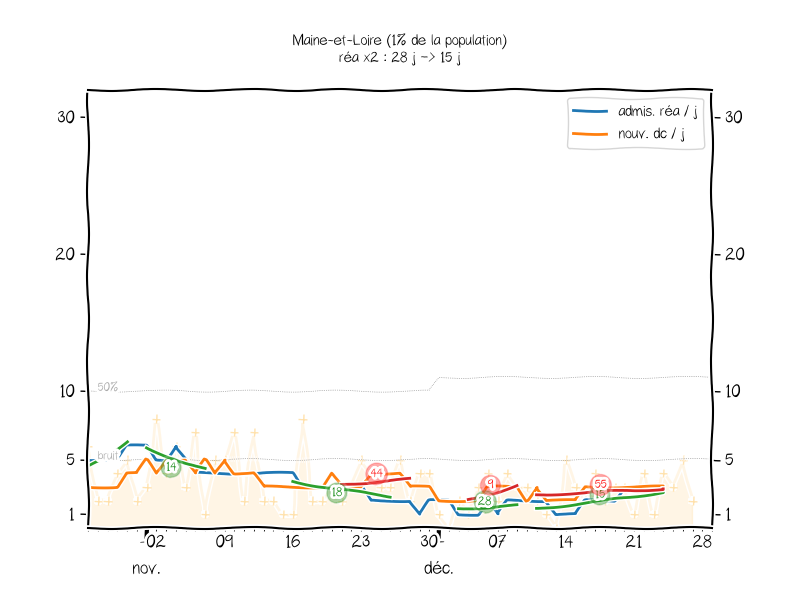 Maine-et-Loire (1% de la population)
réa x2 : 28 j -> 15 j
admis. réa / j
nouv. dc / j
30
30
20
20
50%
10
10
bruit
5
5
14
44
18
9
28
55
15
1
1
02 09 16 23 30 07 14 21 28
nov. déc.